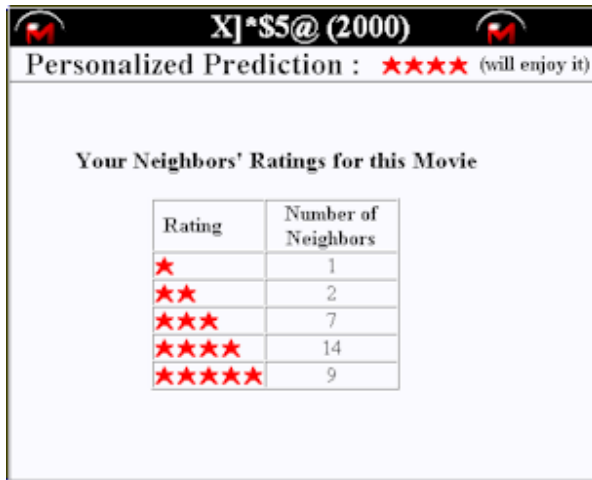 X]*$5@ (2000)
Personalized Prediction : ★★★★ (will enjoy it)
Your Neighbors' Ratings for this Movie
Rating Number of Neighbors
★ 1
★★ 2
★★★ 7
★★★★ 14
★★★★★ 9